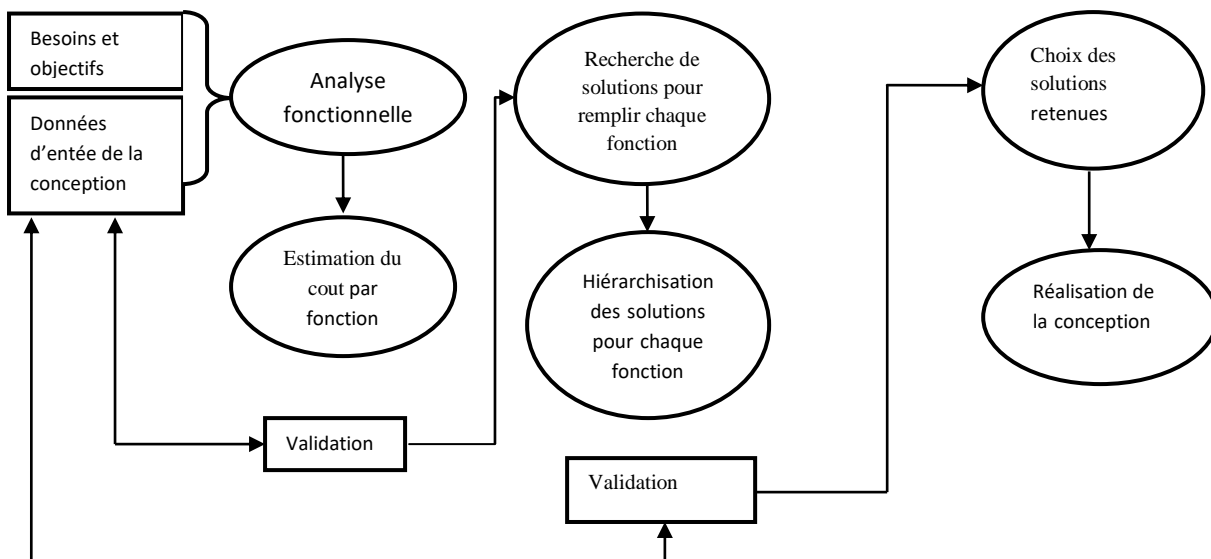 Besoins et
objectifs
Données
d'entée de la
conception
Analyse
fonctionnelle
Estimation du
cout par
fonction
Validation
Recherche de
solutions pour
remplir chaque
fonction
Hiérarchisation
des solutions
pour chaque
fonction
Validation
Choix des
solutions
retenues
Réalisation de
la conception